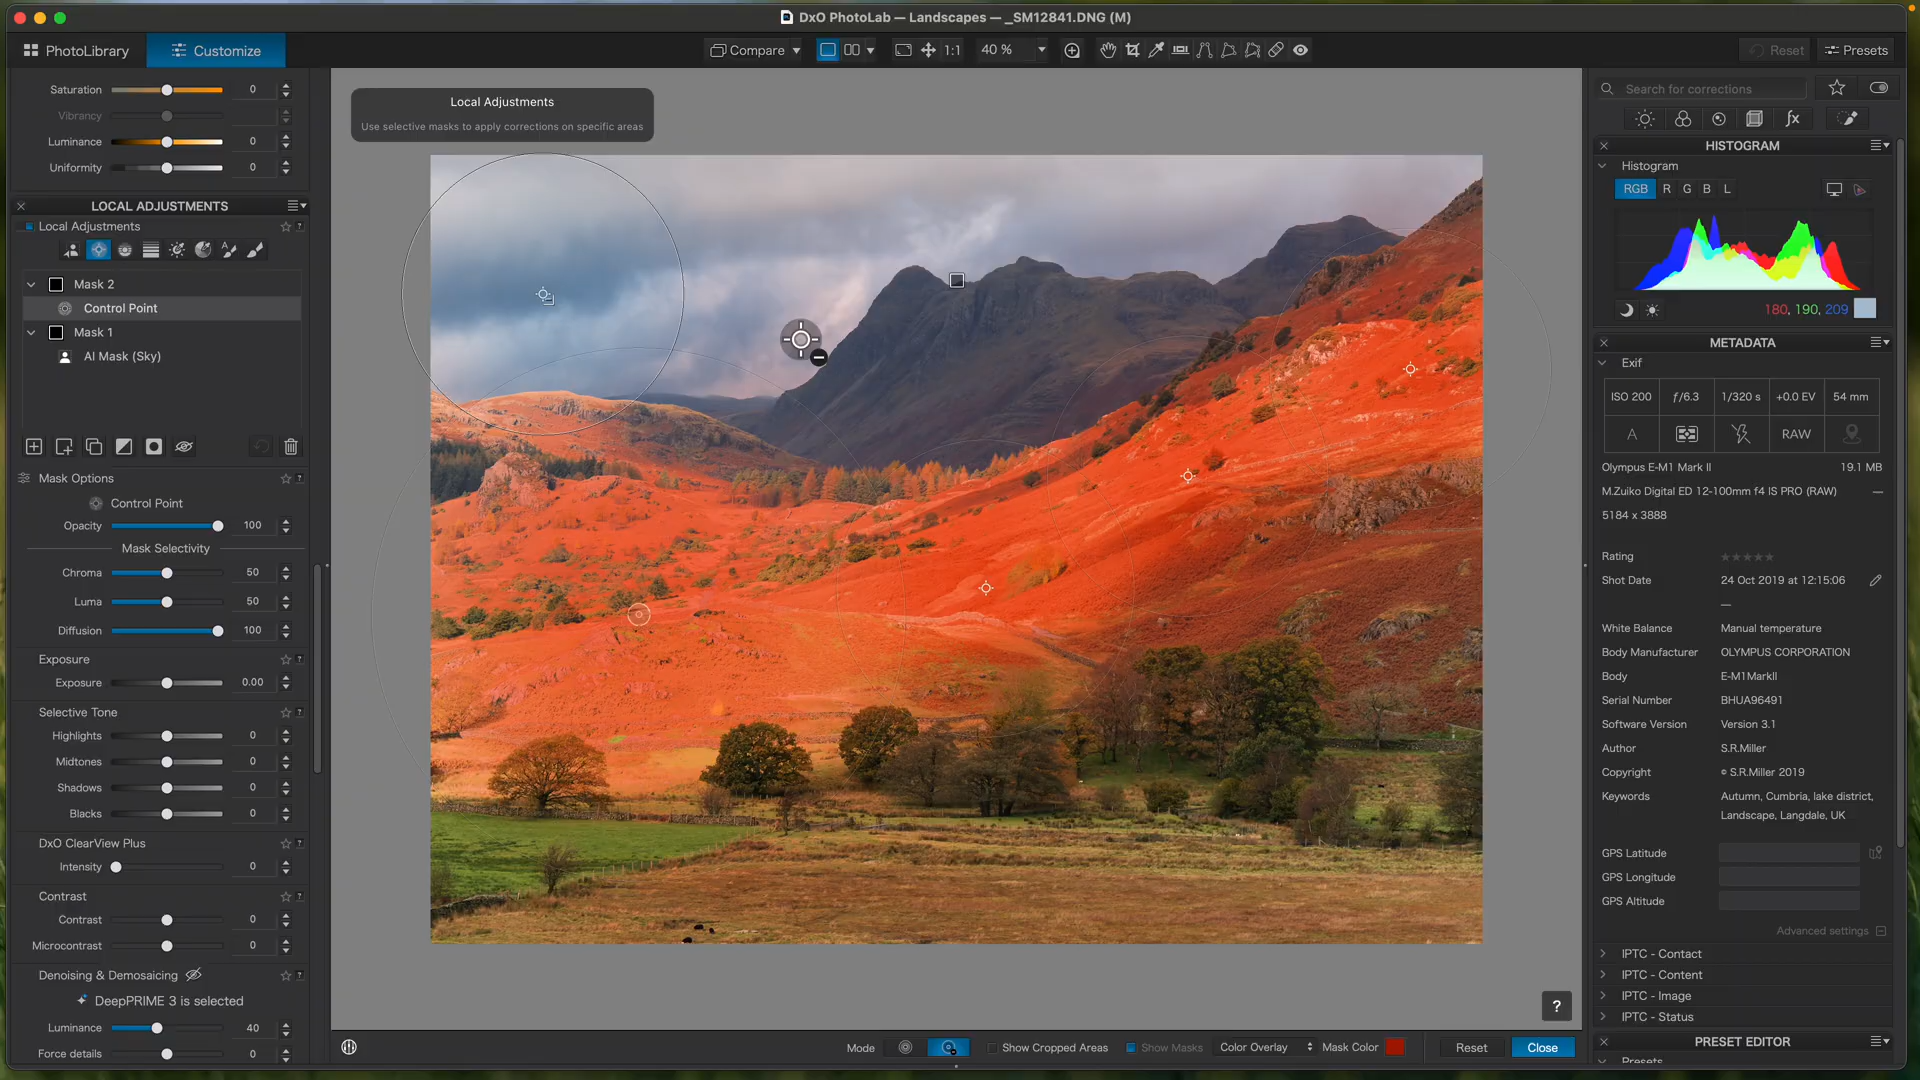 DxO PhotoLab — Landscapes — _SM12841.DNG (M)
PhotoLibrary
Customize
Compare
1:1
40 %
Reset
Presets
Saturation 0
Vibrancy
Luminance 0
Uniformity 0
LOCAL ADJUSTMENTS
Local Adjustments
Mask 2
Control Point
Mask 1
AI Mask (Sky)
Mask Options
Control Point
Opacity 100
Mask Selectivity
Chroma 50
Luma 50
Diffusion 100
Exposure
Exposure 0.00
Selective Tone
Highlights 0
Midtones 0
Shadows 0
Blacks 0
DxO ClearView Plus
Intensity 0
Contrast
Contrast 0
Microcontrast 0
Denoising & Demosaicing
DeepPRIME 3 is selected
Luminance 40
Force details 0
Local Adjustments
Use selective masks to apply corrections on specific areas
?
Mode
Show Cropped Areas
Show Masks
Color Overlay
Mask Color
Reset
Close
Search for corrections
fx
HISTOGRAM
Histogram
RGB R G B L
180, 190, 209
METADATA
Exif
ISO 200 ƒ/6.3 1/320 s +0.0 EV 54 mm
A RAW
Olympus E-M1 Mark II 19.1 MB
M.Zuiko Digital ED 12-100mm f4 IS PRO (RAW) —
5184 x 3888
Rating ★★★★★
Shot Date 24 Oct 2019 at 12:15:06
—
White Balance Manual temperature
Body Manufacturer OLYMPUS CORPORATION
Body E-M1MarkII
Serial Number BHUA96491
Software Version Version 3.1
Author S.R.Miller
Copyright © S.R.Miller 2019
Keywords Autumn, Cumbria, lake district,
Landscape, Langdale, UK
GPS Latitude
GPS Longitude
GPS Altitude
Advanced settings
IPTC - Contact
IPTC - Content
IPTC - Image
IPTC - Status
PRESET EDITOR
Presets